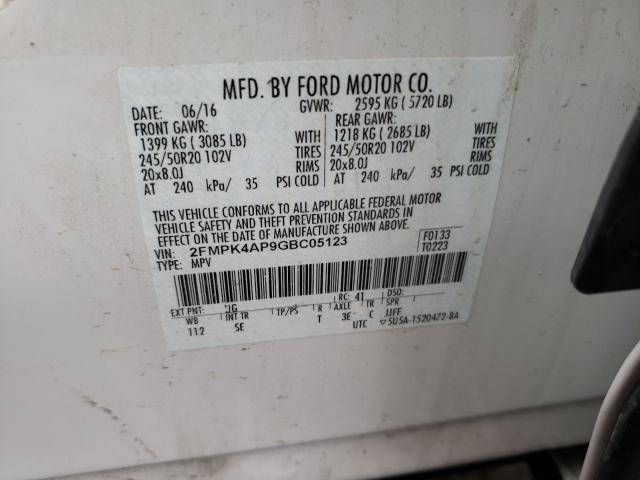 MFD. BY FORD MOTOR CO.
DATE: 06/16 GVWR: 2595 KG ( 5720 LB)
FRONT GAWR: REAR GAWR:
1399 KG ( 3085 LB) WITH 1218 KG ( 2685 LB) WITH
245/50R20 102V TIRES 245/50R20 102V TIRES
20x8.0J RIMS 20x8.0J RIMS
AT 240 kPa/ 35 PSI COLD AT 240 kPa/ 35 PSI COLD
THIS VEHICLE CONFORMS TO ALL APPLICABLE FEDERAL MOTOR
VEHICLE SAFETY AND THEFT PREVENTION STANDARDS IN
EFFECT ON THE DATE OF MANUFACTURE SHOWN ABOVE.
VIN: 2FMPK4AP9GBC05123 F0133
TYPE: MPV T0223
EXT PNT: UG RC: 41 DSO:
WB INT TR TP/PS R AXLE TR SPR
112 SE T 3E C JJFF
UTC 5U5A-1520472-BA